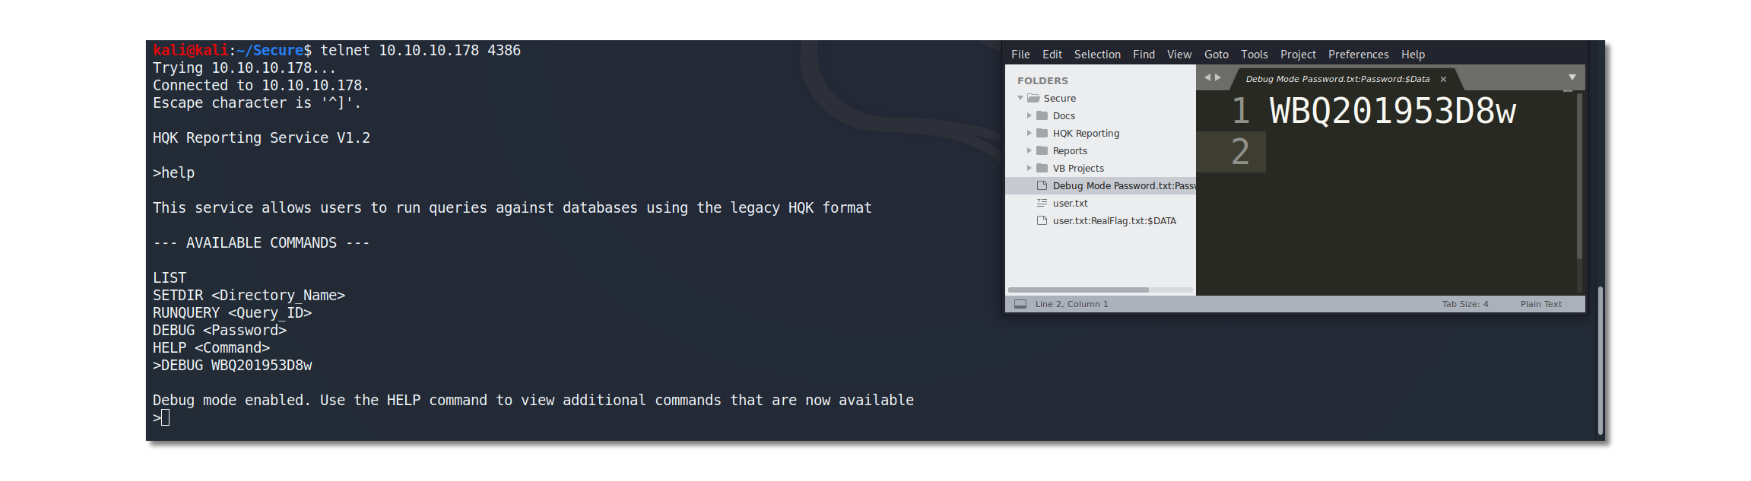 kali@kali:~/Secure$ telnet 10.10.10.178 4386
Trying 10.10.10.178...
Connected to 10.10.10.178.
Escape character is '^]'.
HQK Reporting Service V1.2
>help
This service allows users to run queries against databases using the legacy HQK format
--- AVAILABLE COMMANDS ---
LIST
SETDIR <Directory_Name>
RUNQUERY <Query_ID>
DEBUG <Password>
HELP <Command>
>DEBUG WBQ201953D8w
Debug mode enabled. Use the HELP command to view additional commands that are now available
>
File Edit Selection Find View Goto Tools Project Preferences Help
FOLDERS
Secure
Docs
HQK Reporting
Reports
VB Projects
Debug Mode Password.txt:Passw
user.txt
user.txt:RealFlag.txt:$DATA
Debug Mode Password.txt:Password:$Data ×
1 WBQ201953D8w
2
Line 2, Column 1 Tab Size: 4 Plain Text